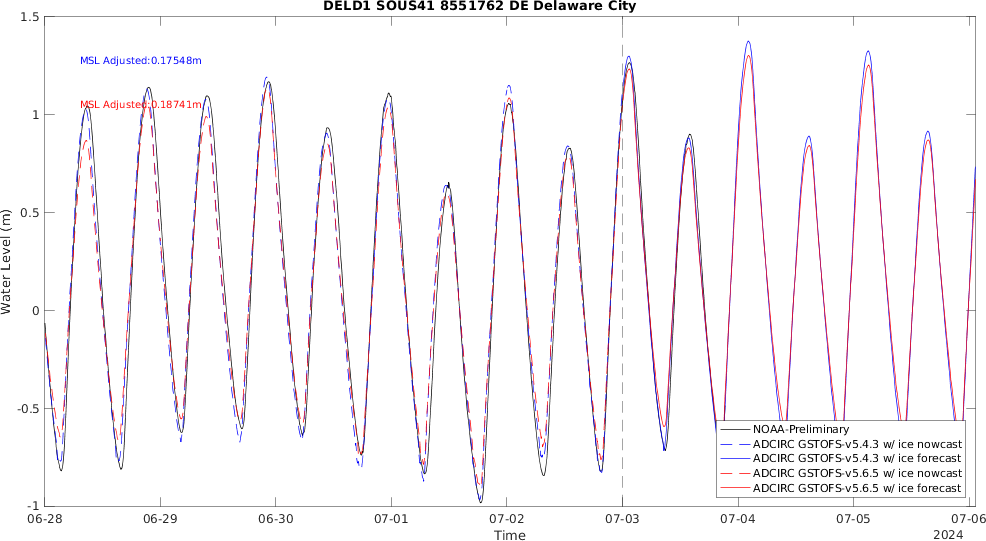 DELD1 SOUS41 8551762 DE Delaware City
1.5
MSL Adjusted:0.17548m
MSL Adjusted:0.18741m
1
0.5
0
-0.5
-1
Water Level (m)
NOAA-Preliminary
ADCIRC GSTOFS-v5.4.3 w/ ice nowcast
ADCIRC GSTOFS-v5.4.3 w/ ice forecast
ADCIRC GSTOFS-v5.6.5 w/ ice nowcast
ADCIRC GSTOFS-v5.6.5 w/ ice forecast
06-28 06-29 06-30 07-01 07-02 07-03 07-04 07-05 07-06
Time
2024